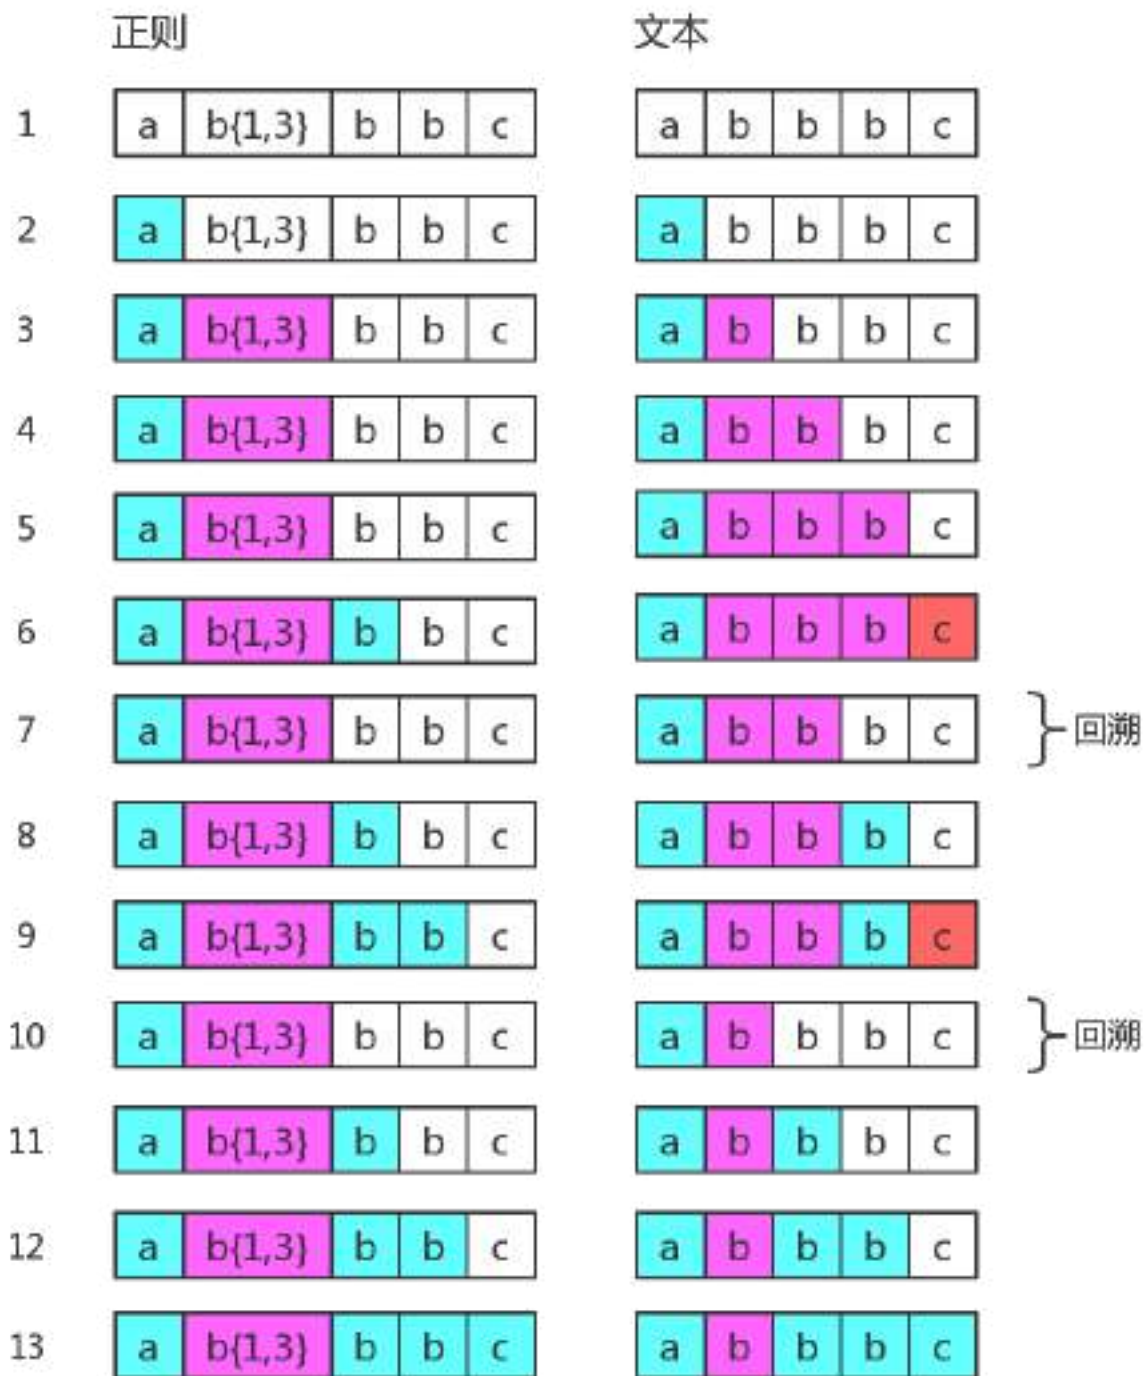 正则 文本
1 a b{1,3} b b c a b b b c
2 a b{1,3} b b c a b b b c
3 a b{1,3} b b c a b b b c
4 a b{1,3} b b c a b b b c
5 a b{1,3} b b c a b b b c
6 a b{1,3} b b c a b b b c
7 a b{1,3} b b c a b b b c 回溯
8 a b{1,3} b b c a b b b c
9 a b{1,3} b b c a b b b c
10 a b{1,3} b b c a b b b c 回溯
11 a b{1,3} b b c a b b b c
12 a b{1,3} b b c a b b b c
13 a b{1,3} b b c a b b b c